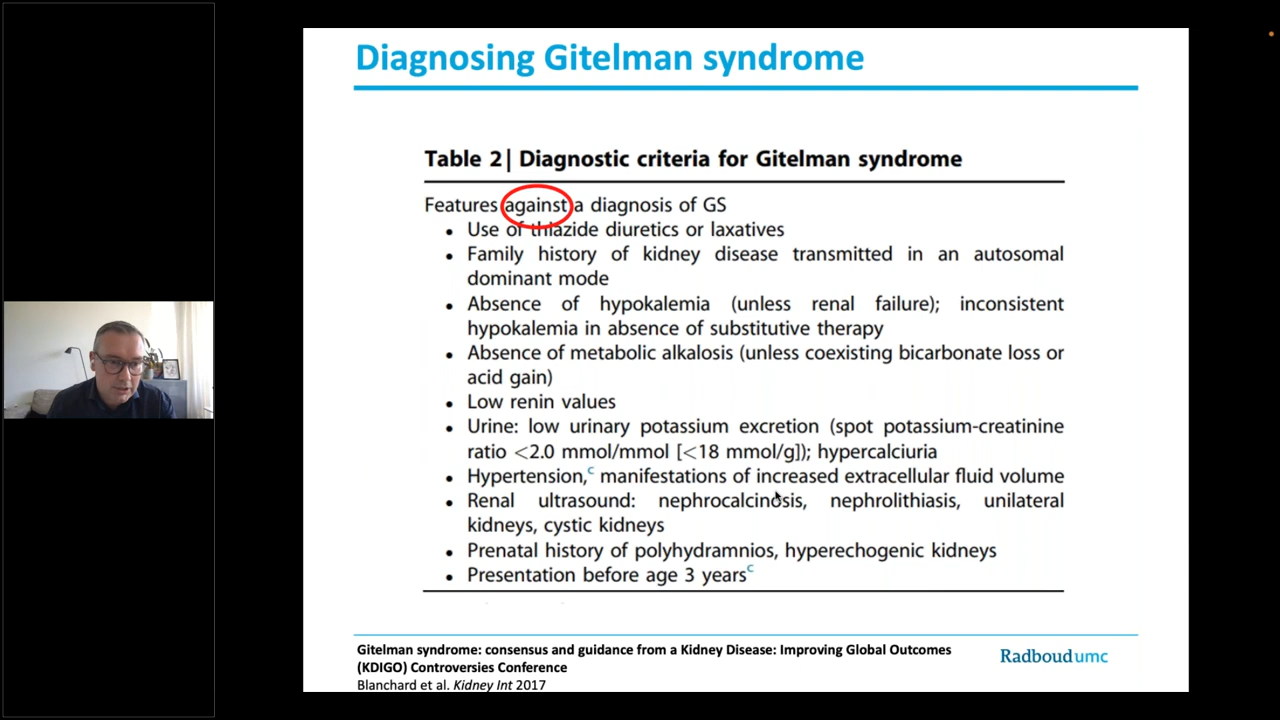 Diagnosing Gitelman syndrome
Table 2| Diagnostic criteria for Gitelman syndrome
Features against a diagnosis of GS
• Use of thiazide diuretics or laxatives
• Family history of kidney disease transmitted in an autosomal
dominant mode
• Absence of hypokalemia (unless renal failure); inconsistent
hypokalemia in absence of substitutive therapy
• Absence of metabolic alkalosis (unless coexisting bicarbonate loss or
acid gain)
• Low renin values
• Urine: low urinary potassium excretion (spot potassium-creatinine
ratio <2.0 mmol/mmol [<18 mmol/g]); hypercalciuria
• Hypertension,c manifestations of increased extracellular fluid volume
• Renal ultrasound: nephrocalcinosis, nephrolithiasis, unilateral
kidneys, cystic kidneys
• Prenatal history of polyhydramnios, hyperechogenic kidneys
• Presentation before age 3 yearsc
Gitelman syndrome: consensus and guidance from a Kidney Disease: Improving Global Outcomes
(KDIGO) Controversies Conference
Blanchard et al. Kidney Int 2017
Radboudumc